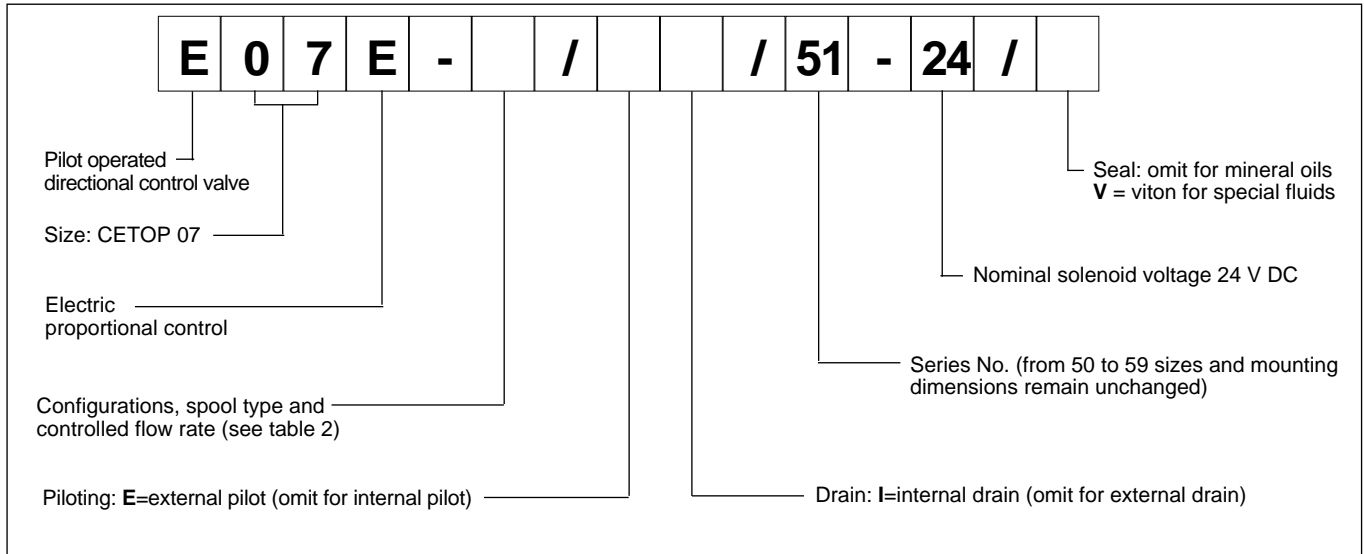 E 0 7 E - / / 51 - 24 /
Pilot operated
directional control valve
Seal: omit for mineral oils
V = viton for special fluids
Size: CETOP 07
Nominal solenoid voltage 24 V DC
Electric
proportional control
Series No. (from 50 to 59 sizes and mounting
dimensions remain unchanged)
Configurations, spool type and
controlled flow rate (see table 2)
Piloting: E=external pilot (omit for internal pilot)
Drain: I=internal drain (omit for external drain)